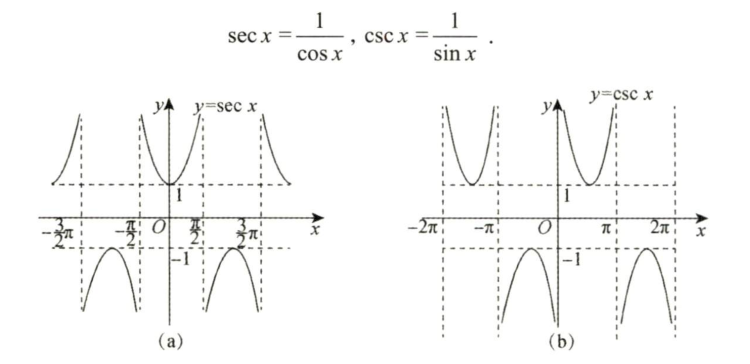 sec x = 1/cos x , csc x = 1/sin x .
y y=sec x
1
-3/2π -π/2 O π/2 3/2π x
-1
(a)
y y=csc x
1
-2π -π O π 2π x
-1
(b)